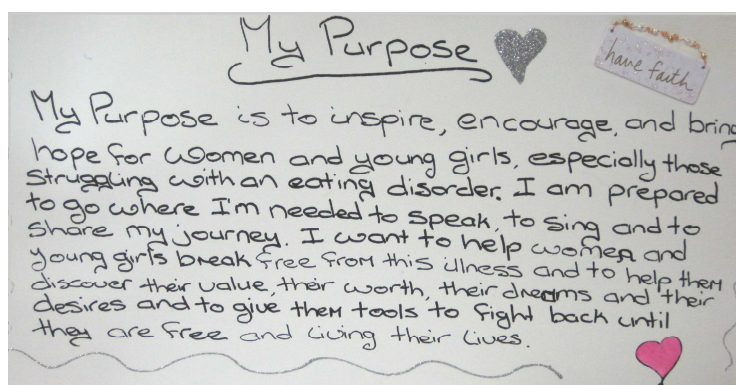 My Purpose
have faith
My Purpose is to inspire, encourage, and bring
hope for women and young girls, especially those
struggling with an eating disorder. I am prepared
to go where I'm needed to speak, to sing and to
share my journey. I want to help women and
young girls break free from this illness and to help them
discover their value, their worth, their dreams and their
desires and to give them tools to fight back until
they are free and living their lives.